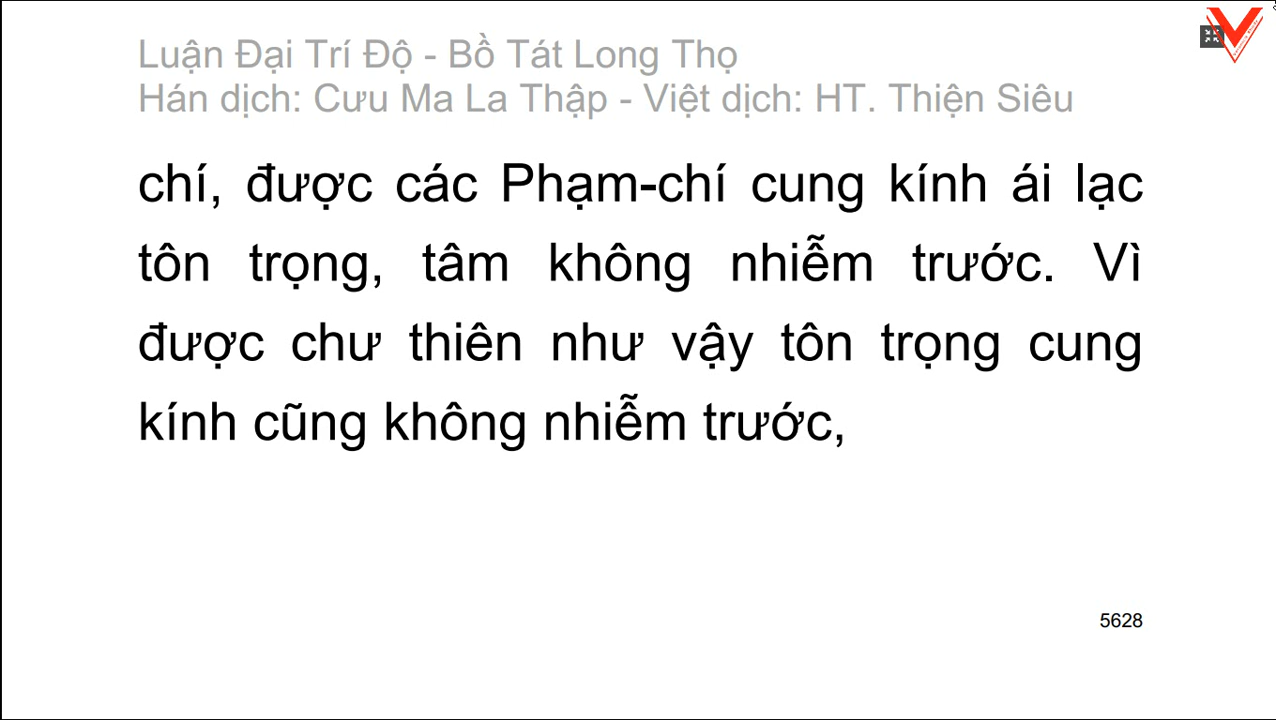 Luận Đại Trí Độ - Bồ Tát Long Thọ
Hán dịch: Cưu Ma La Thập - Việt dịch: HT. Thiện Siêu
chí, được các Phạm-chí cung kính ái lạc
tôn trọng, tâm không nhiễm trước. Vì
được chư thiên như vậy tôn trọng cung
kính cũng không nhiễm trước,
5628